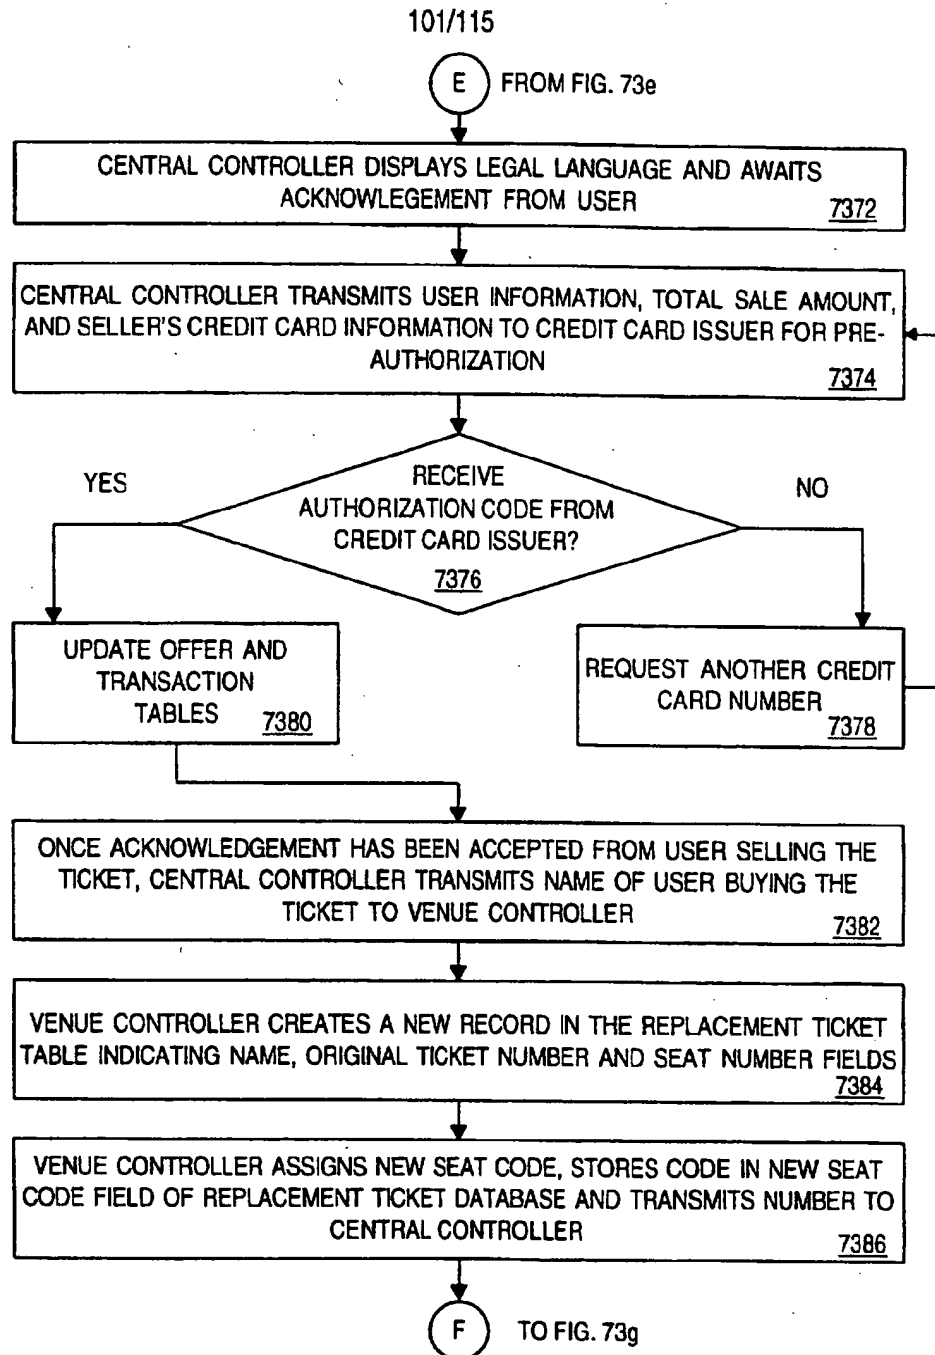 101/115
E FROM FIG. 73e
CENTRAL CONTROLLER DISPLAYS LEGAL LANGUAGE AND AWAITS
ACKNOWLEGEMENT FROM USER
7372
CENTRAL CONTROLLER TRANSMITS USER INFORMATION, TOTAL SALE AMOUNT,
AND SELLER'S CREDIT CARD INFORMATION TO CREDIT CARD ISSUER FOR PRE-
AUTHORIZATION
7374
RECEIVE
AUTHORIZATION CODE FROM
CREDIT CARD ISSUER?
7376
YES
NO
UPDATE OFFER AND
TRANSACTION
TABLES
7380
REQUEST ANOTHER CREDIT
CARD NUMBER
7378
ONCE ACKNOWLEDGEMENT HAS BEEN ACCEPTED FROM USER SELLING THE
TICKET, CENTRAL CONTROLLER TRANSMITS NAME OF USER BUYING THE
TICKET TO VENUE CONTROLLER
7382
VENUE CONTROLLER CREATES A NEW RECORD IN THE REPLACEMENT TICKET
TABLE INDICATING NAME, ORIGINAL TICKET NUMBER AND SEAT NUMBER FIELDS
7384
VENUE CONTROLLER ASSIGNS NEW SEAT CODE, STORES CODE IN NEW SEAT
CODE FIELD OF REPLACEMENT TICKET DATABASE AND TRANSMITS NUMBER TO
CENTRAL CONTROLLER
7386
F TO FIG. 73g